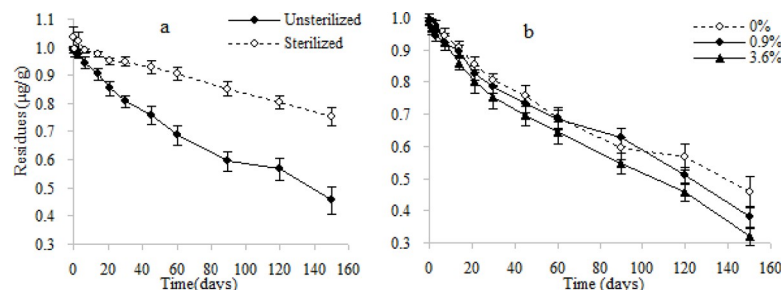 a
Unsterilized
Sterilized
Residues (µg/g)
1.1
1.0
0.9
0.8
0.7
0.6
0.5
0.4
0.3
0 20 40 60 80 100 120 140 160
Time(days)
b
0%
0.9%
3.6%
1.0
0.9
0.8
0.7
0.6
0.5
0.4
0.3
0 20 40 60 80 100 120 140 160
Time(days)